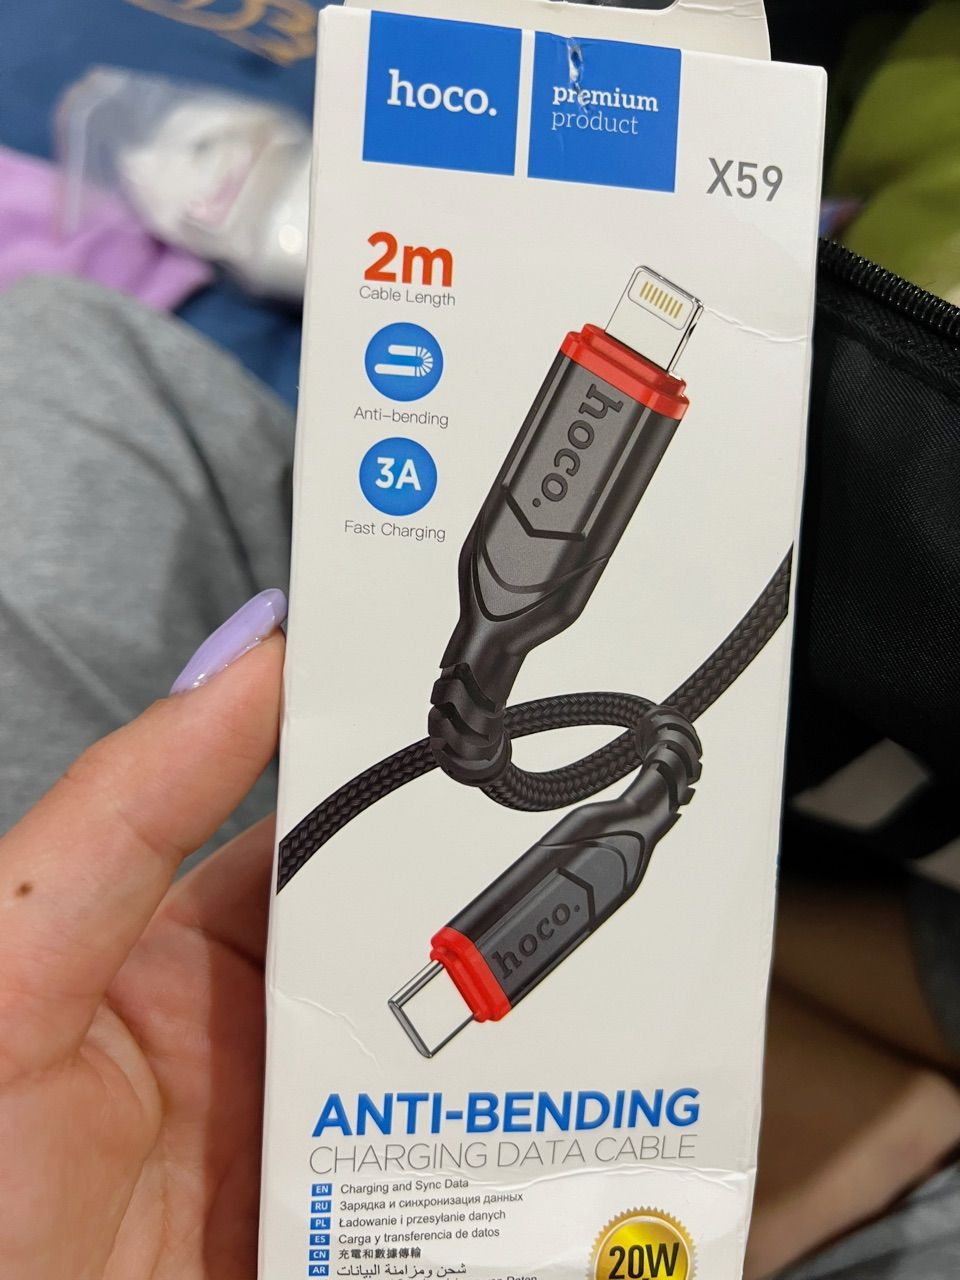 hoco.
premium
product
X59
2m
Cable Length
Anti-bending
3A
Fast Charging
hoco.
hoco.
ANTI-BENDING
CHARGING DATA CABLE
EN Charging and Sync Data
RU Зарядка и синхронизация данных
PL Ładowanie i przesyłanie danych
ES Carga y transferencia de datos
CN 充電和數據傳輸
AR شحن ومزامنة البيانات
20W